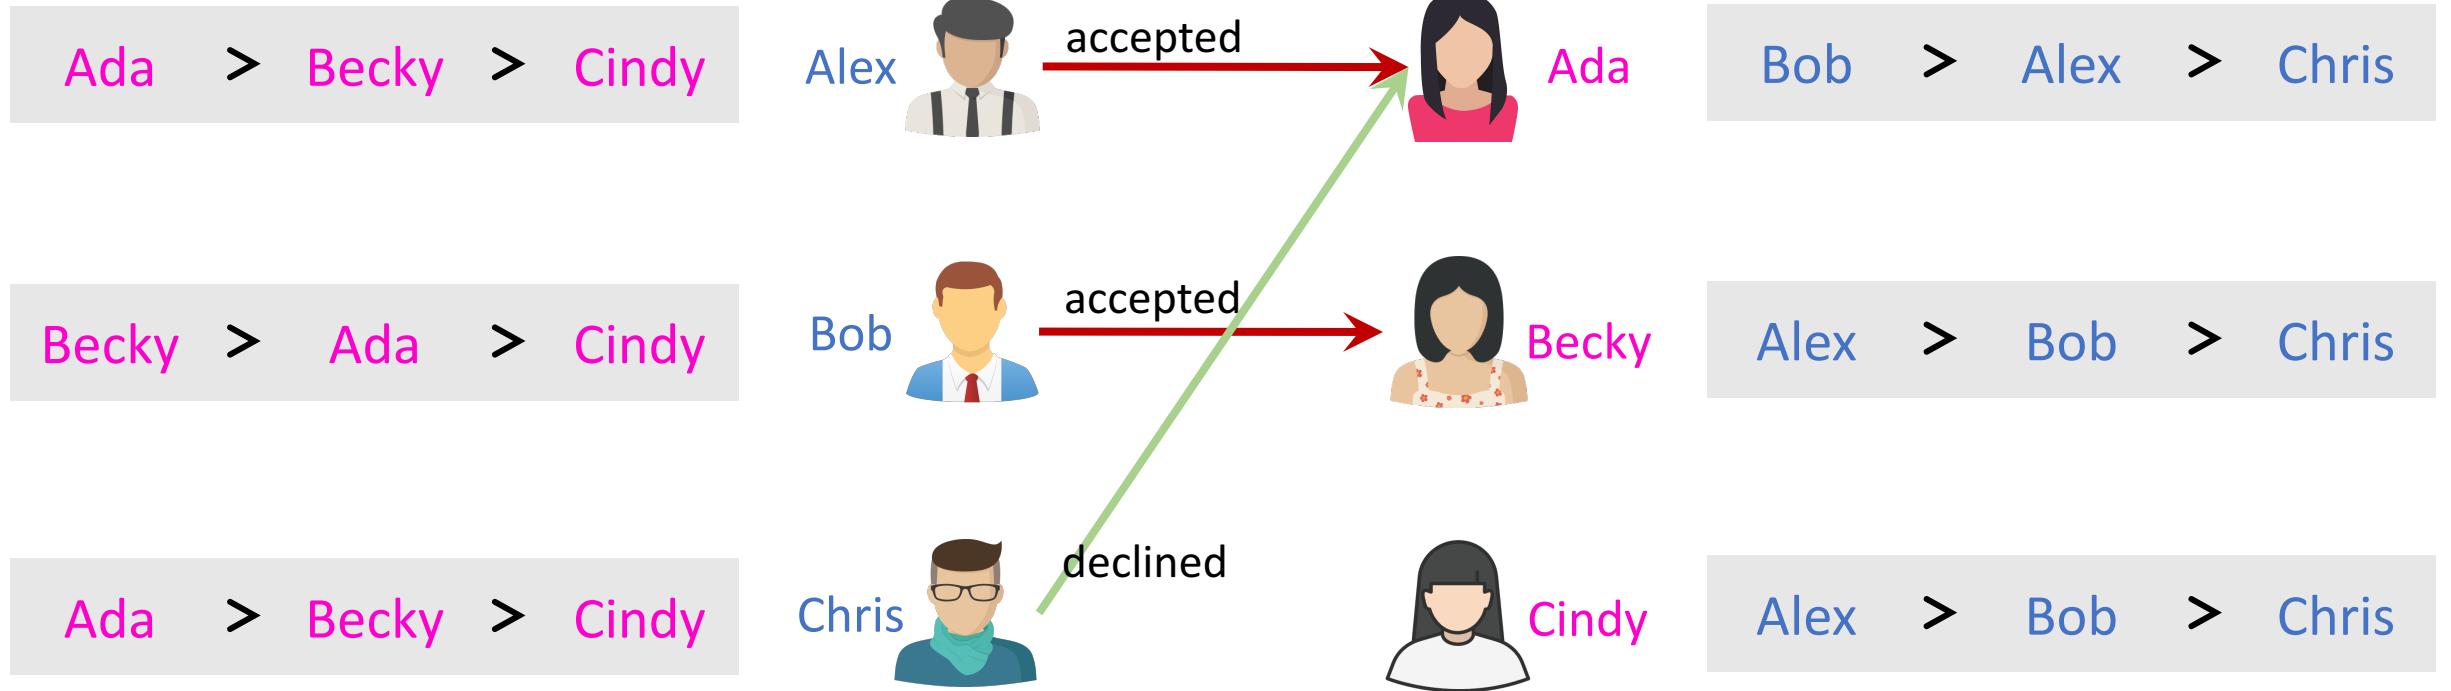 accepted
Ada > Becky > Cindy Alex Ada Bob > Alex > Chris
accepted
Becky > Ada > Cindy Bob Becky Alex > Bob > Chris
declined
Ada > Becky > Cindy Chris Cindy Alex > Bob > Chris